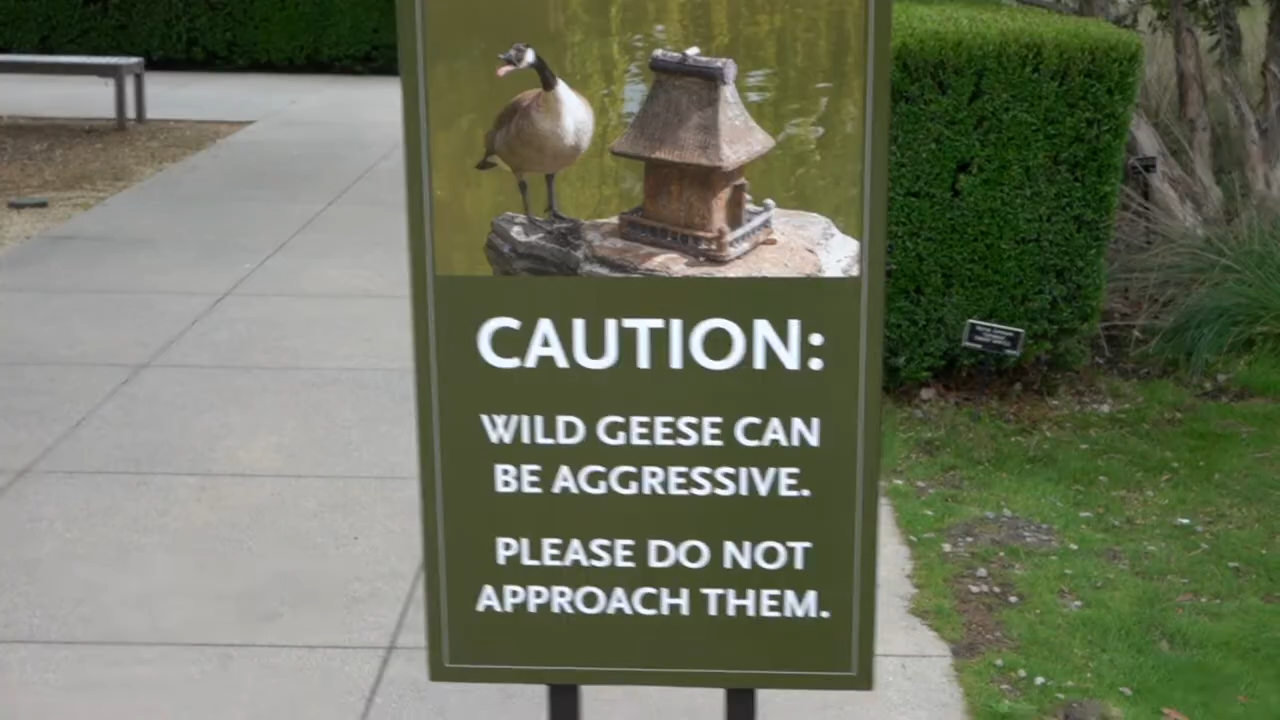 CAUTION:
WILD GEESE CAN
BE AGGRESSIVE.
PLEASE DO NOT
APPROACH THEM.